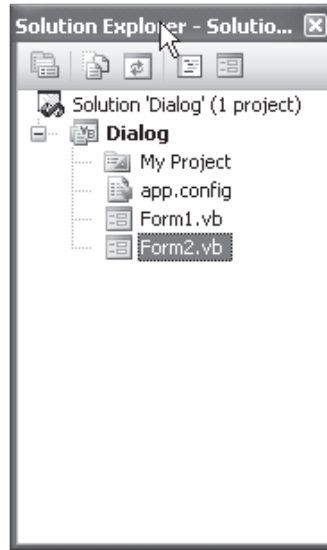 Solution Explorer - Solutio...
Solution 'Dialog' (1 project)
Dialog
My Project
app.config
Form1.vb
Form2.vb